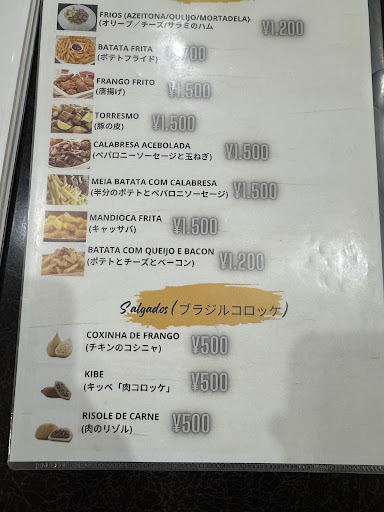 FRIOS (AZEITONA/QUEIJO/MORTADELA)
(オリーブ/チーズ/サラミのハム
¥1.200
BATATA FRITA
(ポテトフライド)
700
FRANGO FRITO
(唐揚げ)
¥1.500
TORRESMO
(豚の皮)
¥1.500
CALABRESA ACEBOLADA
(ペパロニーソーセージと玉ねぎ)
¥1.500
MEIA BATATA COM CALABRESA
(半分のポテトとペパロニソーセージ)
¥1.500
MANDIOCA FRITA
(キャッサバ)
¥1.500
BATATA COM QUEIJO E BACON
(ポテトとチーズとベーコン)
¥1.200
Salgados (ブラジルコロッケ)
COXINHA DE FRANGO
(チキンのコシニャ)
¥500
KIBE
(キッベ「肉コロッケ」
¥500
RISOLE DE CARNE
(肉のリゾル)
¥500